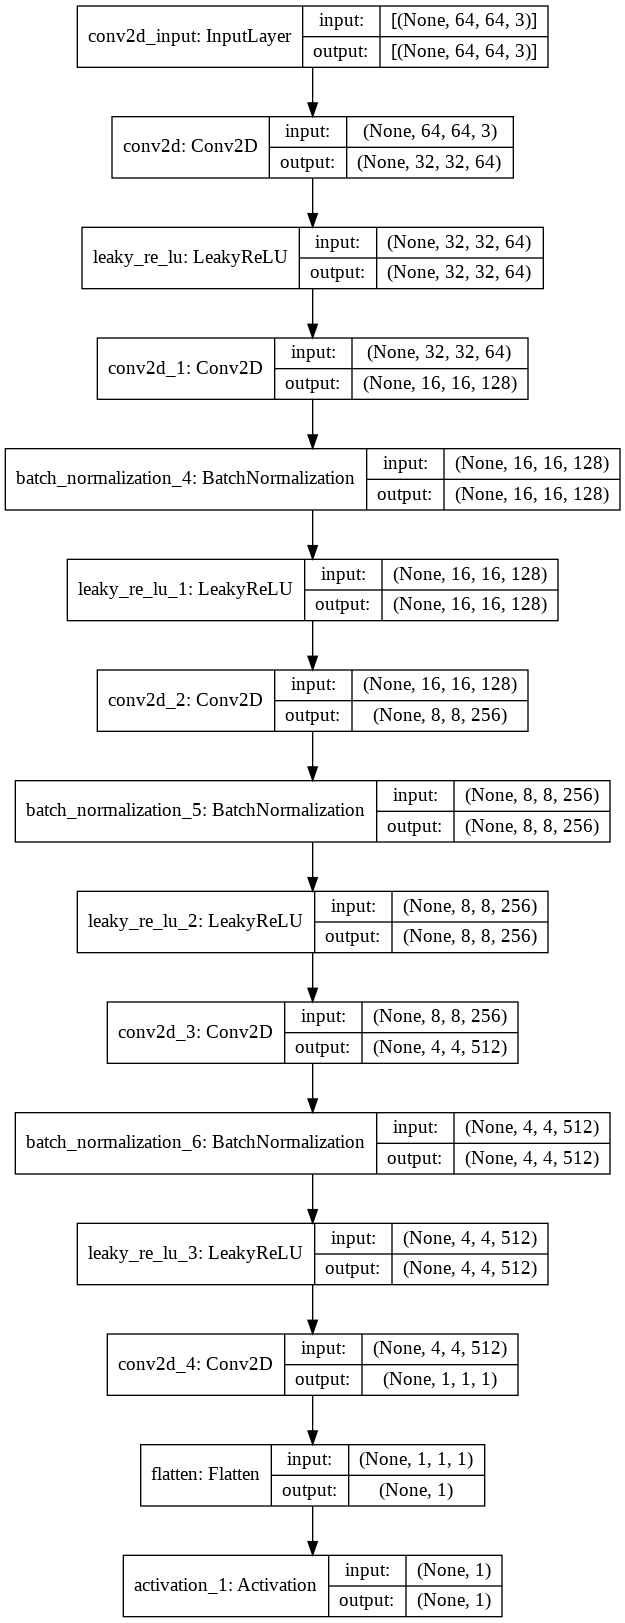 conv2d_input: InputLayer
input: [(None, 64, 64, 3)]
output: [(None, 64, 64, 3)]
conv2d: Conv2D
input: (None, 64, 64, 3)
output: (None, 32, 32, 64)
leaky_re_lu: LeakyReLU
input: (None, 32, 32, 64)
output: (None, 32, 32, 64)
conv2d_1: Conv2D
input: (None, 32, 32, 64)
output: (None, 16, 16, 128)
batch_normalization_4: BatchNormalization
input: (None, 16, 16, 128)
output: (None, 16, 16, 128)
leaky_re_lu_1: LeakyReLU
input: (None, 16, 16, 128)
output: (None, 16, 16, 128)
conv2d_2: Conv2D
input: (None, 16, 16, 128)
output: (None, 8, 8, 256)
batch_normalization_5: BatchNormalization
input: (None, 8, 8, 256)
output: (None, 8, 8, 256)
leaky_re_lu_2: LeakyReLU
input: (None, 8, 8, 256)
output: (None, 8, 8, 256)
conv2d_3: Conv2D
input: (None, 8, 8, 256)
output: (None, 4, 4, 512)
batch_normalization_6: BatchNormalization
input: (None, 4, 4, 512)
output: (None, 4, 4, 512)
leaky_re_lu_3: LeakyReLU
input: (None, 4, 4, 512)
output: (None, 4, 4, 512)
conv2d_4: Conv2D
input: (None, 4, 4, 512)
output: (None, 1, 1, 1)
flatten: Flatten
input: (None, 1, 1, 1)
output: (None, 1)
activation_1: Activation
input: (None, 1)
output: (None, 1)